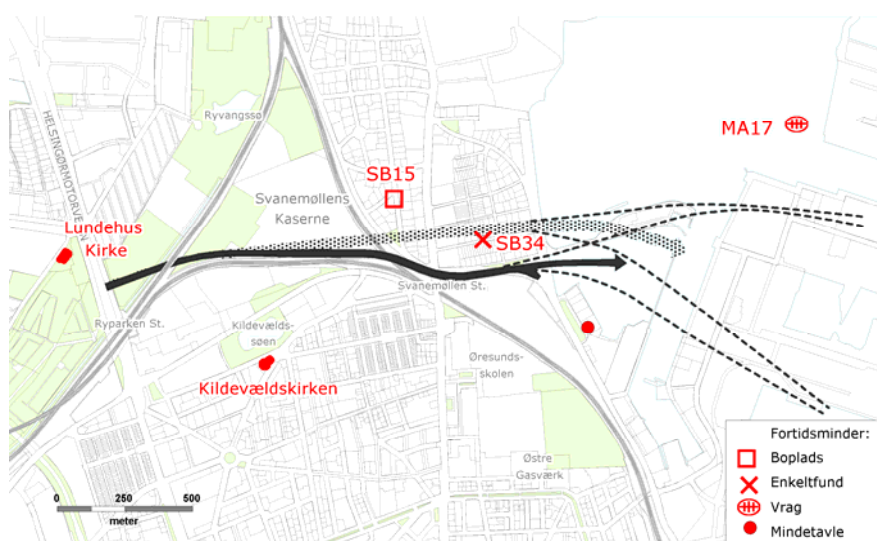 MA17
Ryvangssø
HELSINGØRMOTORVEJEN
SB15
Svanemøllens
Kaserne
Lundehus
Kirke
SB34
Svanemøllen St.
Ryparken St.
Kildevælds-
søen
Kildevældskirken
Øresunds-
skolen
Østre
Gasværk
0 250 500
meter
Fortidsminder:
Boplads
Enkeltfund
Vrag
Mindetavle